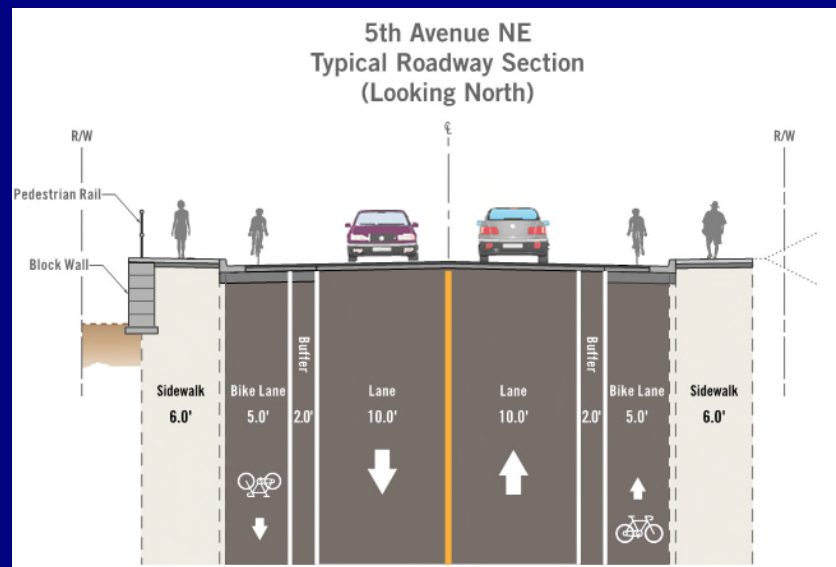 5th Avenue NE
Typical Roadway Section
(Looking North)
R/W
℄
R/W
Pedestrian Rail
Block Wall
Sidewalk
6.0'
Bike Lane
5.0'
Buffer
2.0'
Lane
10.0'
Lane
10.0'
Buffer
2.0'
Bike Lane
5.0'
Sidewalk
6.0'